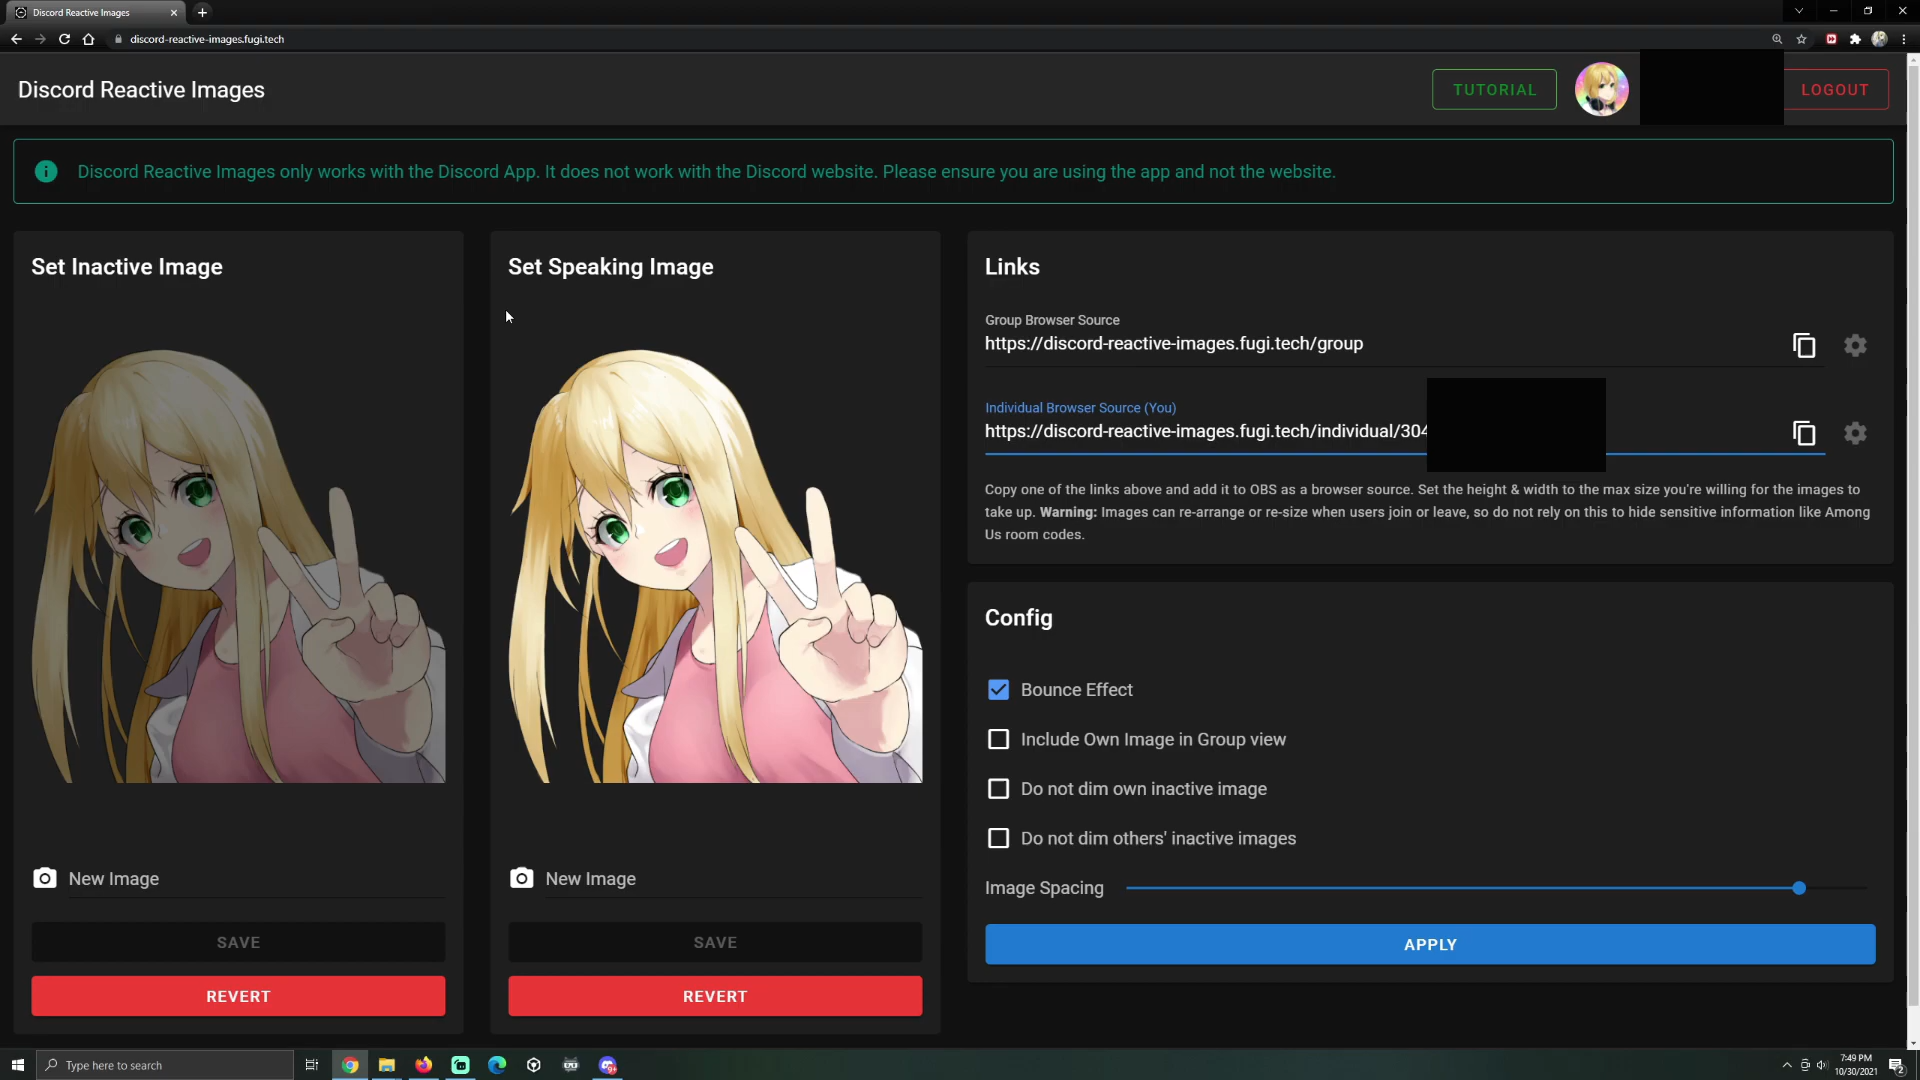 Discord Reactive Images
discord-reactive-images.fugi.tech
Discord Reactive Images
TUTORIAL
LOGOUT
Discord Reactive Images only works with the Discord App. It does not work with the Discord website. Please ensure you are using the app and not the website.
Set Inactive Image
Set Speaking Image
Links
Group Browser Source
https://discord-reactive-images.fugi.tech/group
Individual Browser Source (You)
https://discord-reactive-images.fugi.tech/individual/304
Copy one of the links above and add it to OBS as a browser source. Set the height & width to the max size you're willing for the images to
take up. Warning: Images can re-arrange or re-size when users join or leave, so do not rely on this to hide sensitive information like Among
Us room codes.
Config
Bounce Effect
Include Own Image in Group view
Do not dim own inactive image
Do not dim others' inactive images
Image Spacing
APPLY
New Image
SAVE
REVERT
New Image
SAVE
REVERT
Type here to search
9+
7:49 PM
10/30/2021
2